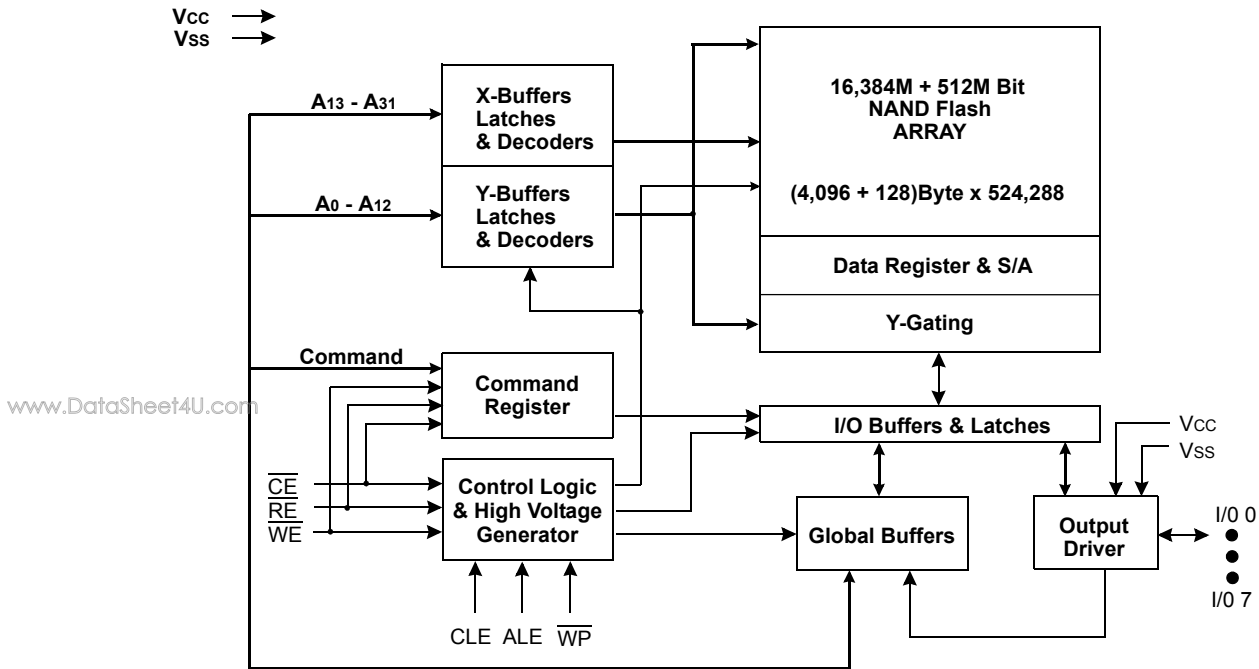 VCC
VSS
A13 - A31
X-Buffers
Latches
& Decoders
A0 - A12
Y-Buffers
Latches
& Decoders
16,384M + 512M Bit
NAND Flash
ARRAY
(4,096 + 128)Byte x 524,288
Data Register & S/A
Y-Gating
Command
Command
Register
www.DataSheet4U.com
I/O Buffers & Latches
VCC
VSS
CE
RE
WE
Control Logic
& High Voltage
Generator
Global Buffers
Output
Driver
I/0 0
I/0 7
CLE ALE WP